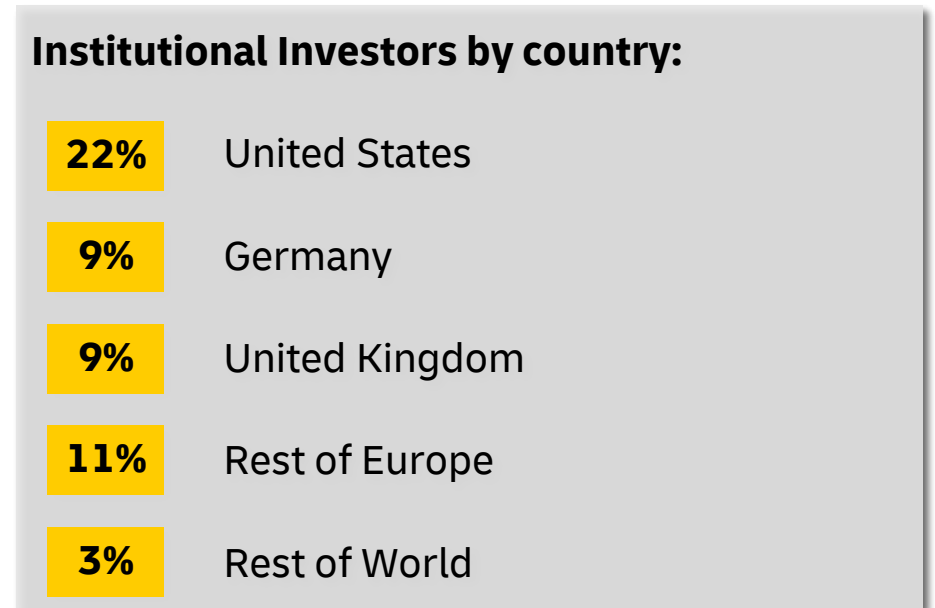 Institutional Investors by country:
22% United States
9% Germany
9% United Kingdom
11% Rest of Europe
3% Rest of World